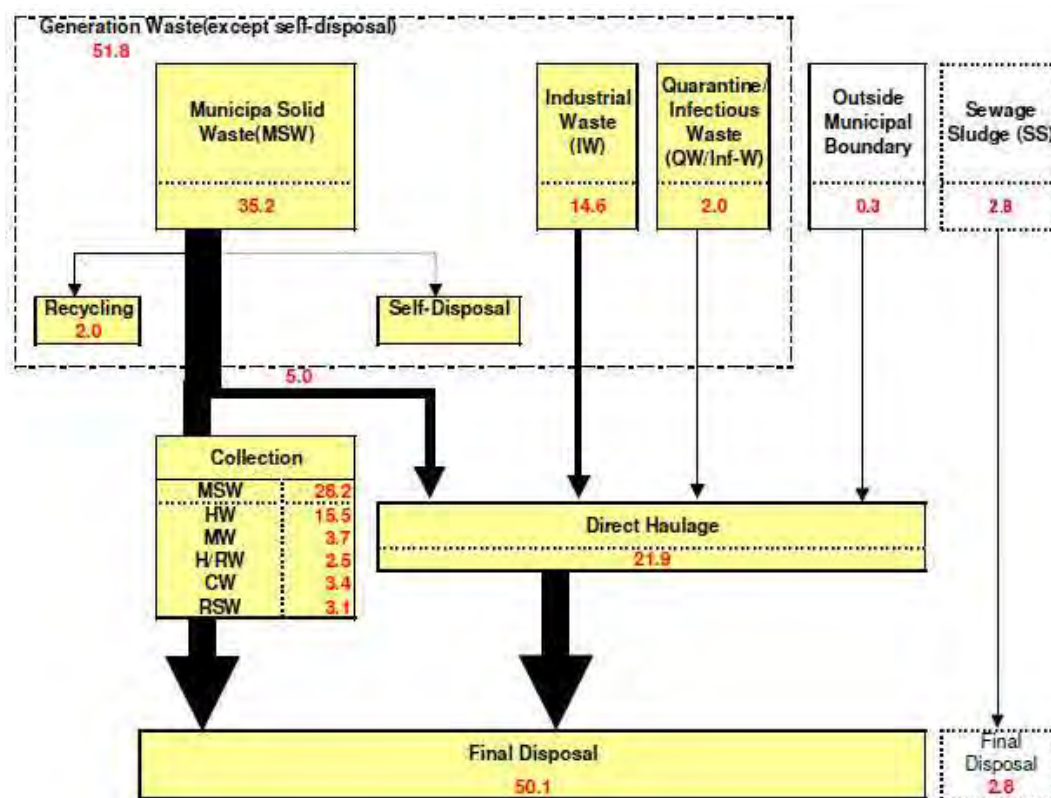 Generation Waste(except self-disposal)
51.8
Municipa Solid
Waste(MSW)
35.2
Industrial
Waste
(IW)
14.6
Quarantine/
Infectious
Waste
(QW/Inf-W)
2.0
Outside
Municipal
Boundary
0.3
Sewage
Sludge (SS)
2.8
Recycling
2.0
Self-Disposal
5.0
Collection
MSW 28.2
HW 15.5
MW 3.7
H/RW 2.5
CW 3.4
RSW 3.1
Direct Haulage
21.9
Final Disposal
50.1
Final
Disposal
2.8